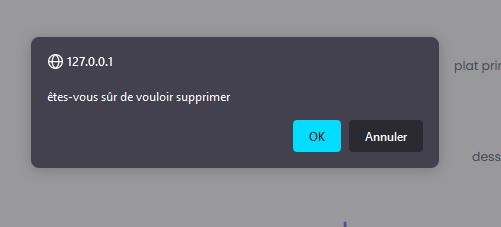 127.0.0.1
plat prin
êtes-vous sûr de vouloir supprimer
OK
Annuler
dess